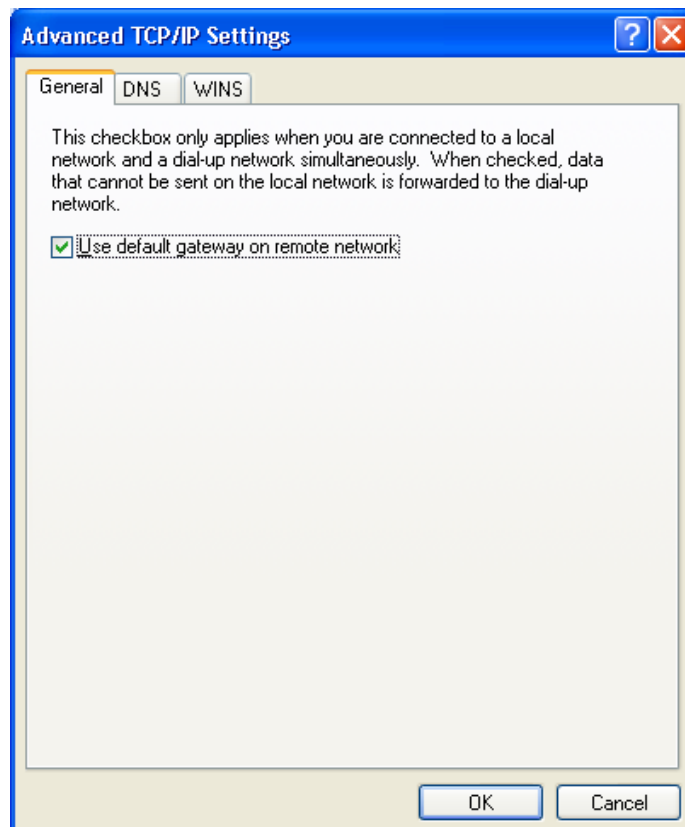 Advanced TCP/IP Settings
General DNS WINS
This checkbox only applies when you are connected to a local
network and a dial-up network simultaneously. When checked, data
that cannot be sent on the local network is forwarded to the dial-up
network.
Use default gateway on remote network
OK Cancel